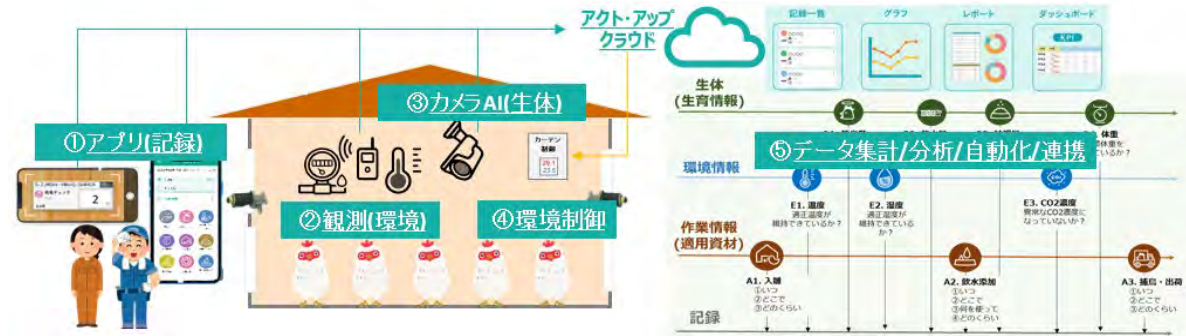 アクト・アップ
クラウド
①アプリ(記録)
2
②観測(環境)
③カメラAI(生体)
カーテン
制御
④環境制御
記録一覧
グラフ
レポート
ダッシュボード
KPI
生体
(生育情報)
体重
⑤データ集計/分析/自動化/連携
環境情報
E1. 温度
適正温度が
維持できているか？
E2. 湿度
適正湿度が
維持できている
か？
E3. CO2濃度
異常なCO2濃度に
なっていないか？
作業情報
(適用資材)
A1. 入雛
①いつ
②どこで
③どのくらい
A2. 飲水添加
①いつ
②どこで
③何を使って
④どのくらい
A3. 捕鳥・出荷
①いつ
②どこで
③どのくらい
記録